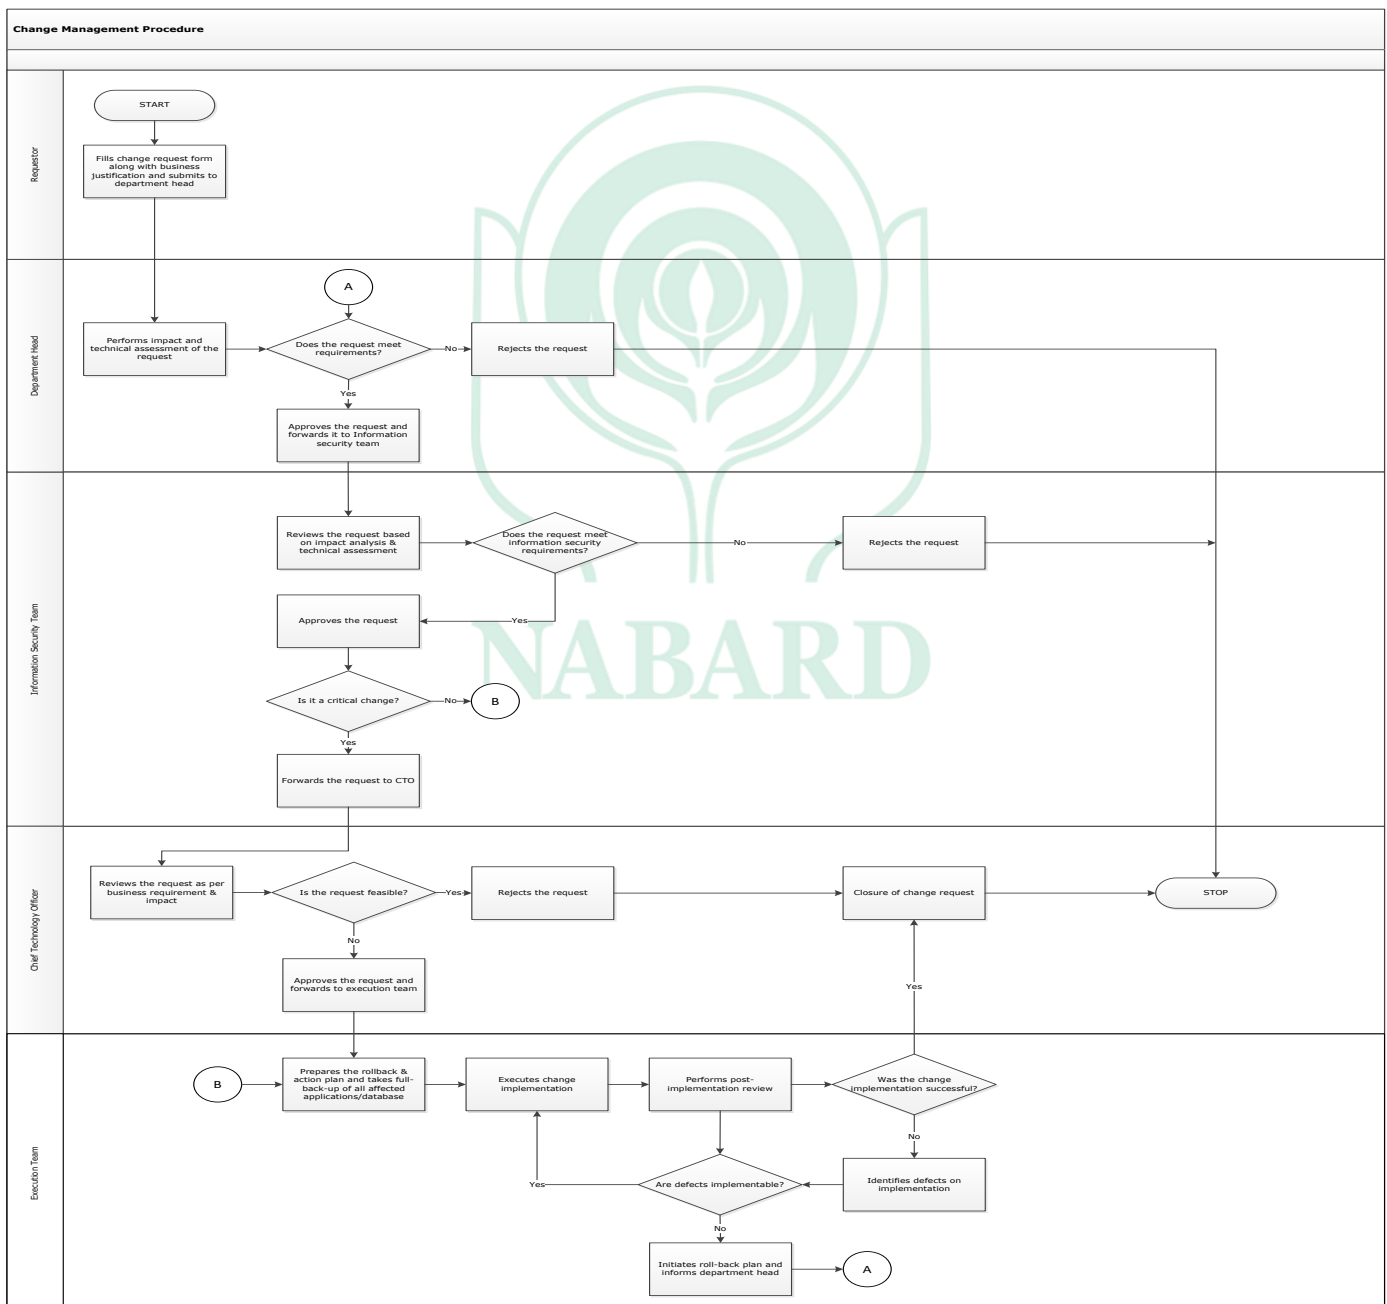 Change Management Procedure
Requestor
START
Fills change request form
along with business
justification and submits to
department head
Department Head
A
Performs impact and
technical assessment of the
request
Does the request meet
requirements?
No
Rejects the request
Yes
Approves the request and
forwards it to Information
security team
Information Security Team
Reviews the request based
on impact analysis &
technical assessment
Does the request meet
information security
requirements?
No
Rejects the request
Approves the request
Yes
NABARD
Is it a critical change?
No
B
Yes
Forwards the request to CTO
Chief Technology Officer
Reviews the request as per
business requirement &
impact
Is the request feasible?
Yes
Rejects the request
Closure of change request
STOP
No
Approves the request and
forwards to execution team
Yes
Execution Team
B
Prepares the rollback &
action plan and takes full-
back-up of all affected
applications/database
Executes change
implementation
Performs post-
implementation review
Was the change
implementation successful?
No
Yes
Are defects implementable?
Identifies defects on
implementation
No
Initiates roll-back plan and
informs department head
A